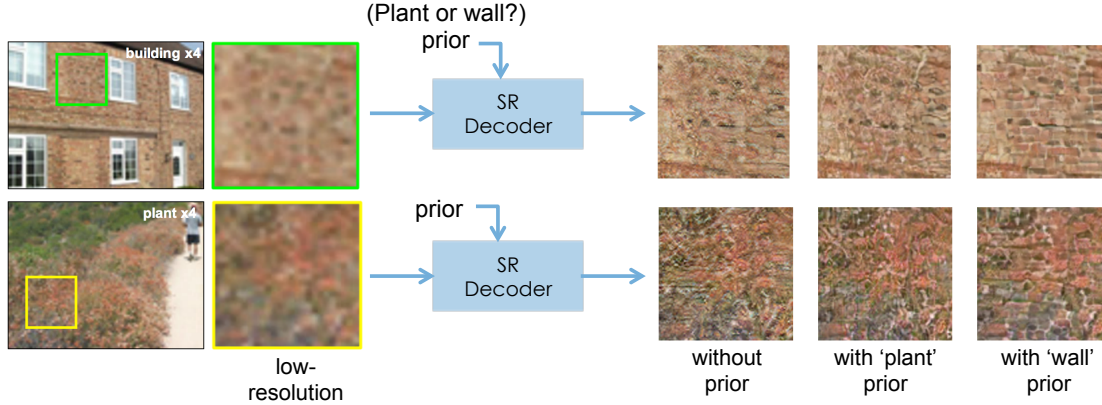 (Plant or wall?)
prior
building x4
SR
Decoder
plant x4
prior
SR
Decoder
low-
resolution
without
prior
with ‘plant’
prior
with ‘wall’
prior